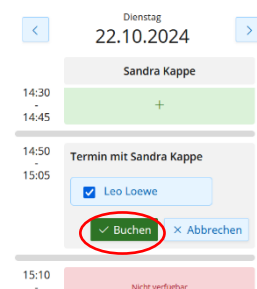 Dienstag
22.10.2024
Sandra Kappe
14:30
-
14:45
+
14:50
-
15:05
Termin mit Sandra Kappe
Leo Loewe
Buchen
× Abbrechen
15:10
-
Nicht verfügbar